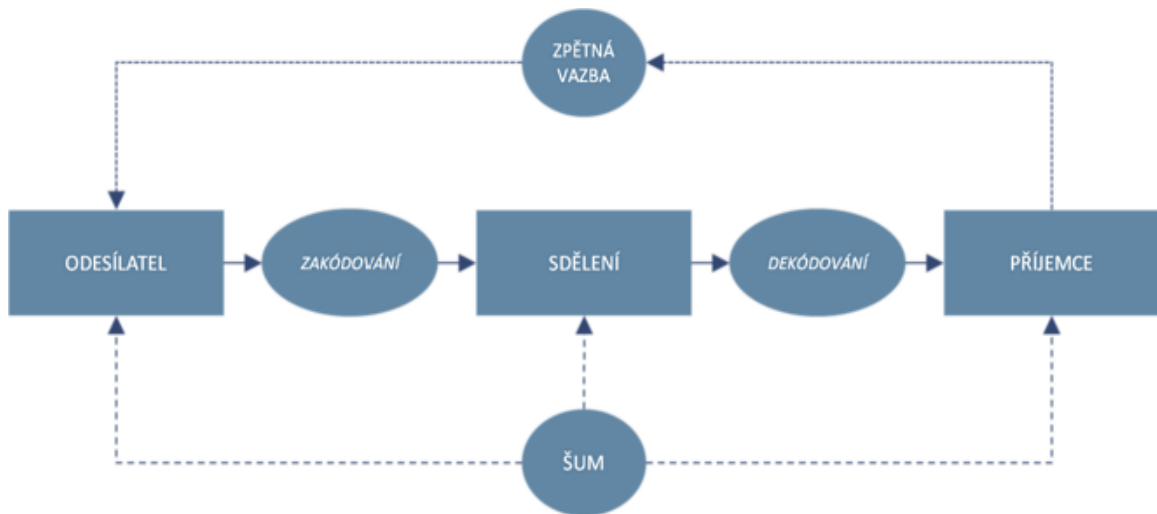 ZPĚTNÁ
VAZBA
ODESÍLATEL
ZAKÓDOVÁNÍ
SDĚLENÍ
DEKÓDOVÁNÍ
PŘÍJEMCE
ŠUM